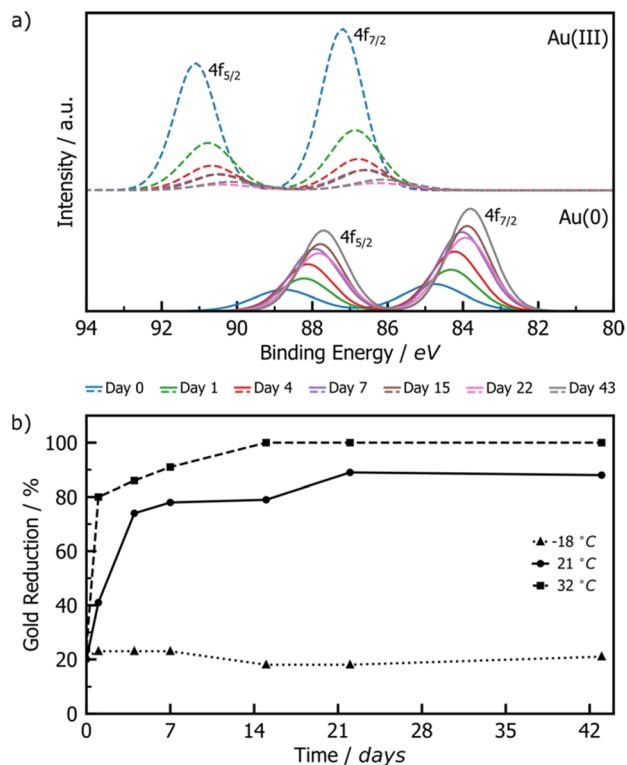 a)
Au(III)
4f5/2
4f7/2
Intensity / a.u.
Au(0)
4f5/2
4f7/2
94 92 90 88 86 84 82 80
Binding Energy / eV
Day 0 Day 1 Day 4 Day 7 Day 15 Day 22 Day 43
b)
100
80
60
40
20
0
Gold Reduction / %
-18 °C
21 °C
32 °C
0 7 14 21 28 35 42
Time / days